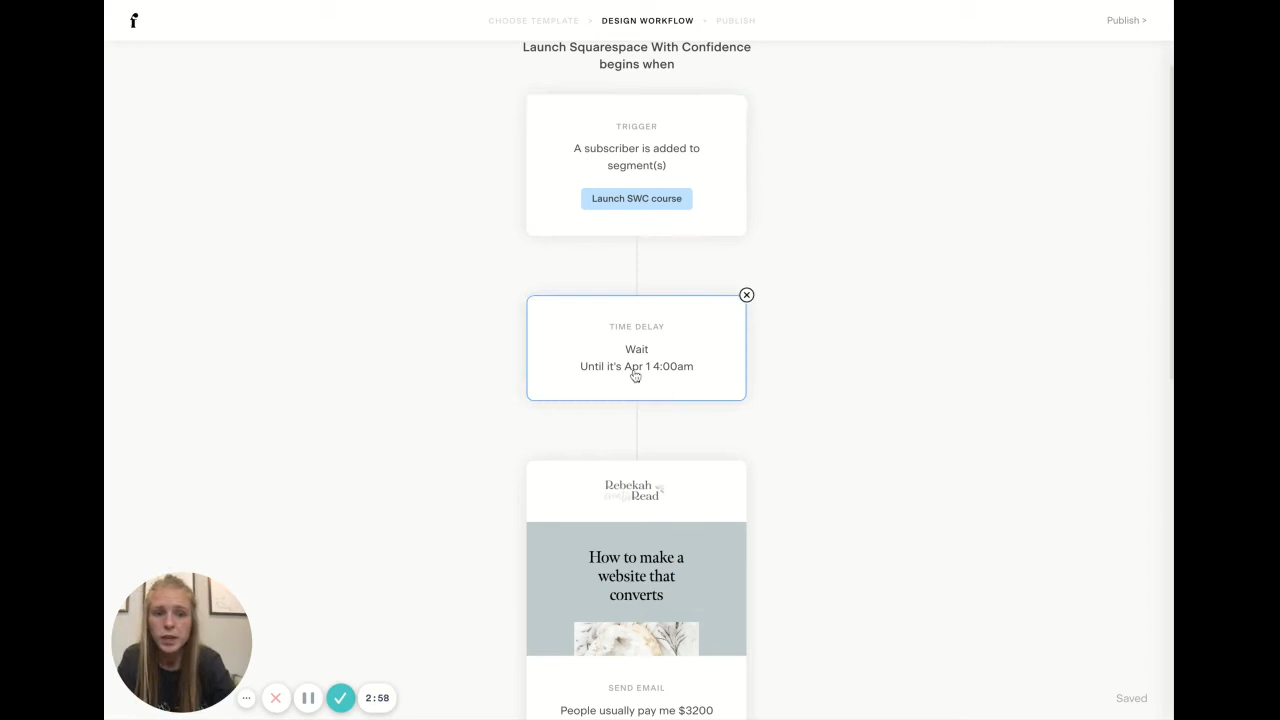 f
CHOOSE TEMPLATE DESIGN WORKFLOW PUBLISH
Publish >
Launch Squarespace With Confidence
begins when
TRIGGER
A subscriber is added to
segment(s)
Launch SWC course
TIME DELAY
Wait
Until it's Apr 1 4:00am
Rebekah
Read
How to make a
website that
converts
SEND EMAIL
People usually pay me $3200
2:58
Saved